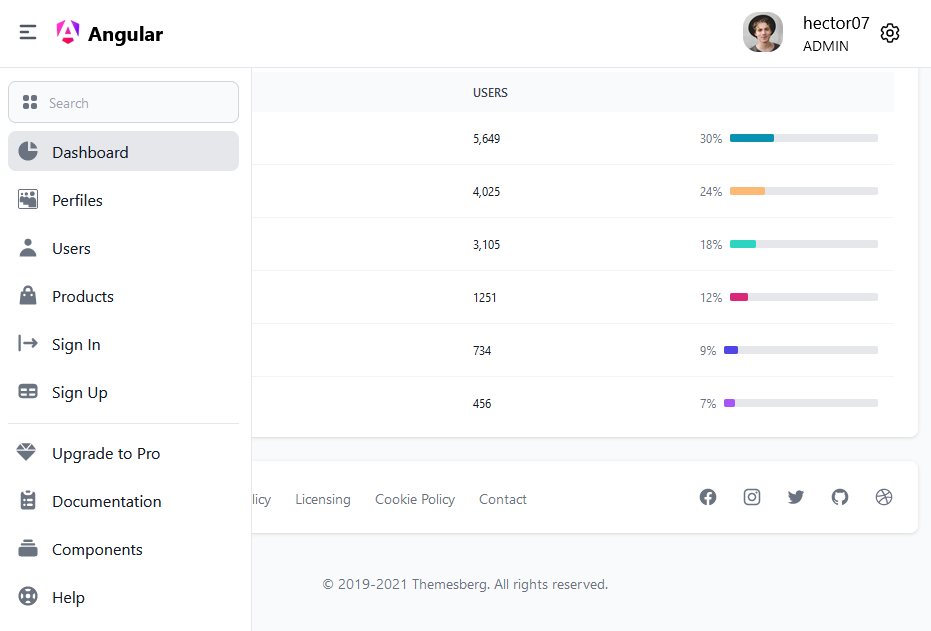 Angular
hector07
ADMIN
Search
Dashboard
Perfiles
Users
Products
Sign In
Sign Up
Upgrade to Pro
Documentation
Components
Help
USERS
5,649 30%
4,025 24%
3,105 18%
1251 12%
734 9%
456 7%
licy Licensing Cookie Policy Contact
© 2019-2021 Themesberg. All rights reserved.